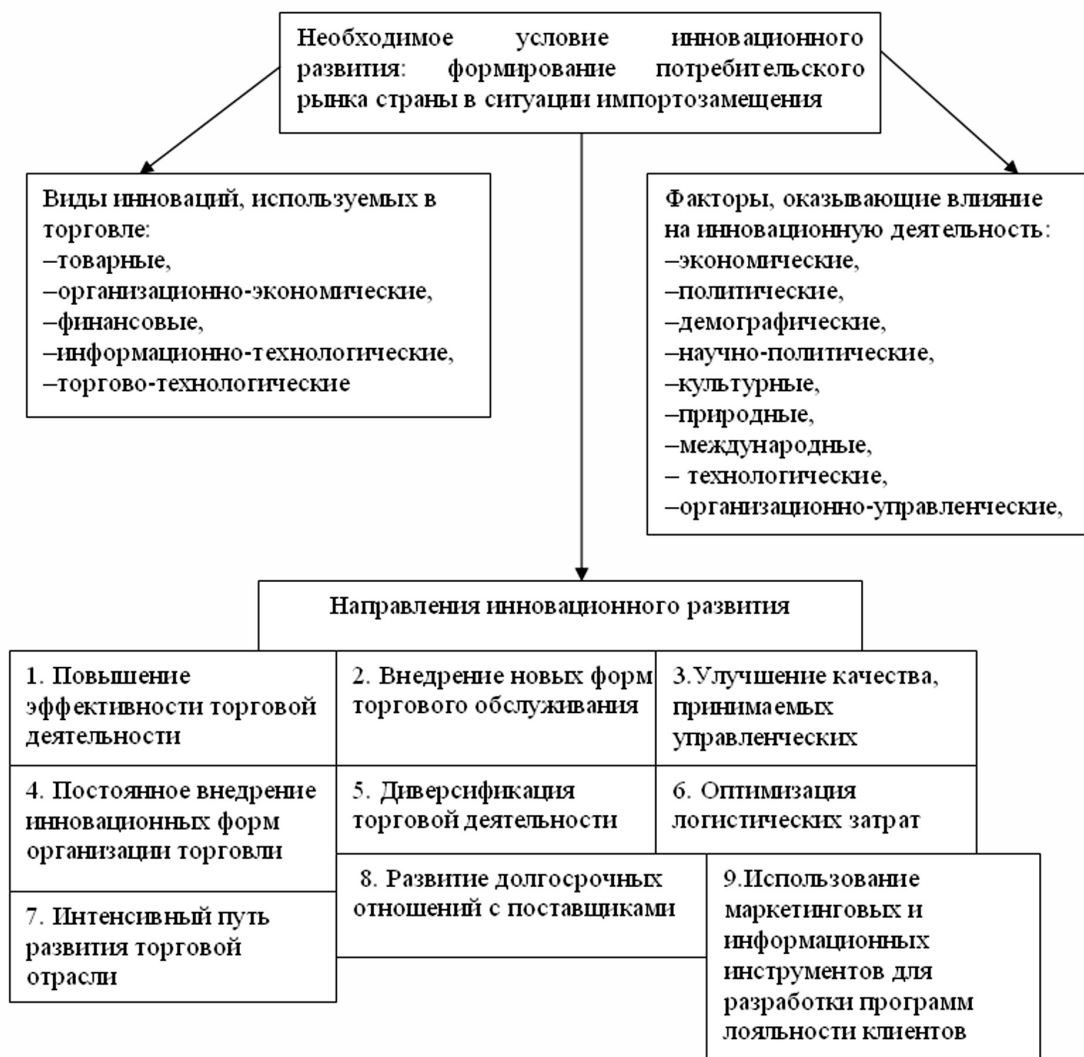 Необходимое условие инновационного
развития: формирование потребительского
рынка страны в ситуации импортозамещения
Виды инноваций, используемых в
торговле:
–товарные,
–организационно-экономические,
–финансовые,
–информационно-технологические,
–торгово-технологические
Факторы, оказывающие влияние
на инновационную деятельность:
–экономические,
–политические,
–демографические,
–научно-политические,
–культурные,
–природные,
–международные,
– технологические,
–организационно-управленческие,
Направления инновационного развития
1. Повышение
эффективности торговой
деятельности
2. Внедрение новых форм
торгового обслуживания
3.Улучшение качества,
принимаемых
управленческих
4. Постоянное внедрение
инновационных форм
организации торговли
5. Диверсификация
торговой деятельности
6. Оптимизация
логистических затрат
7. Интенсивный путь
развития торговой
отрасли
8. Развитие долгосрочных
отношений с поставщиками
9.Использование
маркетинговых и
информационных
инструментов для
разработки программ
лояльности клиентов